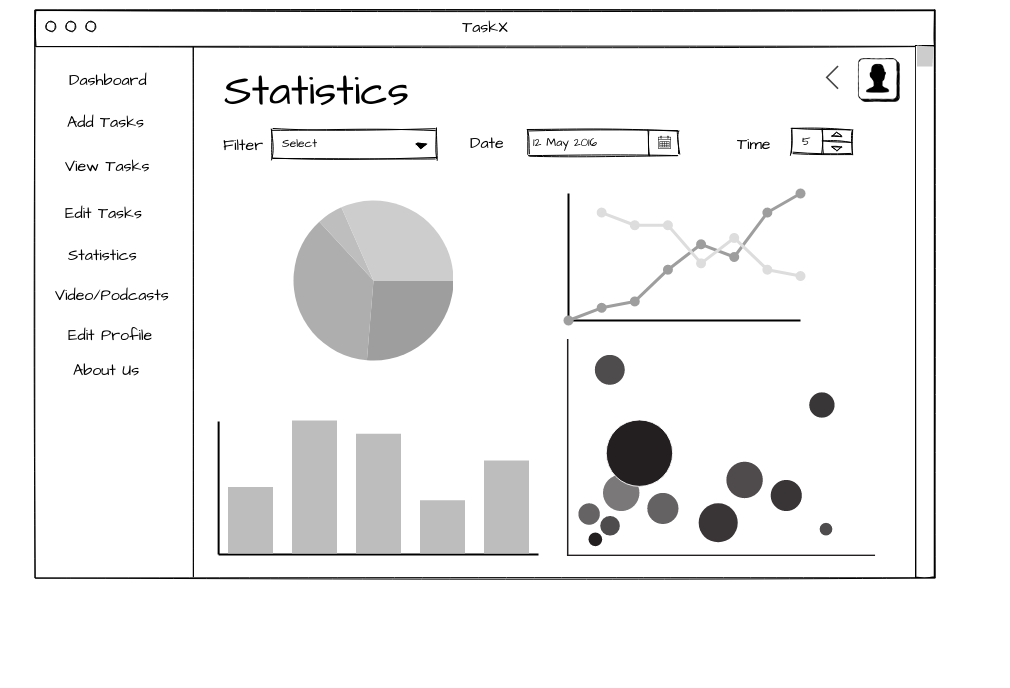 TaskX
Dashboard
Add Tasks
View Tasks
Edit Tasks
Statistics
Video/Podcasts
Edit Profile
About Us
Statistics
Filter Select Date 12 May 2016 Time 5